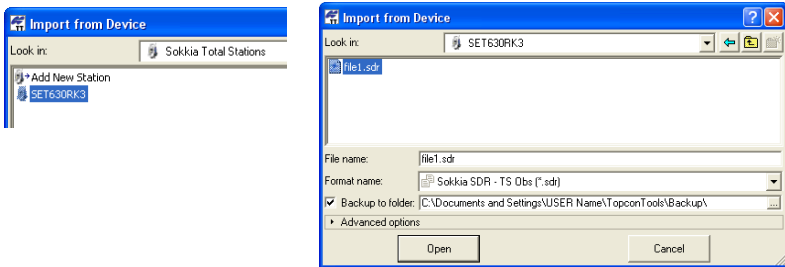 Import from Device
Look in: Sokkia Total Stations
Add New Station
SET630RK3
Import from Device
Look in: SET630RK3
file1.sdr
File name: file1.sdr
Format name: Sokkia SDR - TS Obs (*.sdr)
Backup to folder: C:\Documents and Settings\USER Name\TopconTools\Backup\ ...
Advanced options
Open Cancel